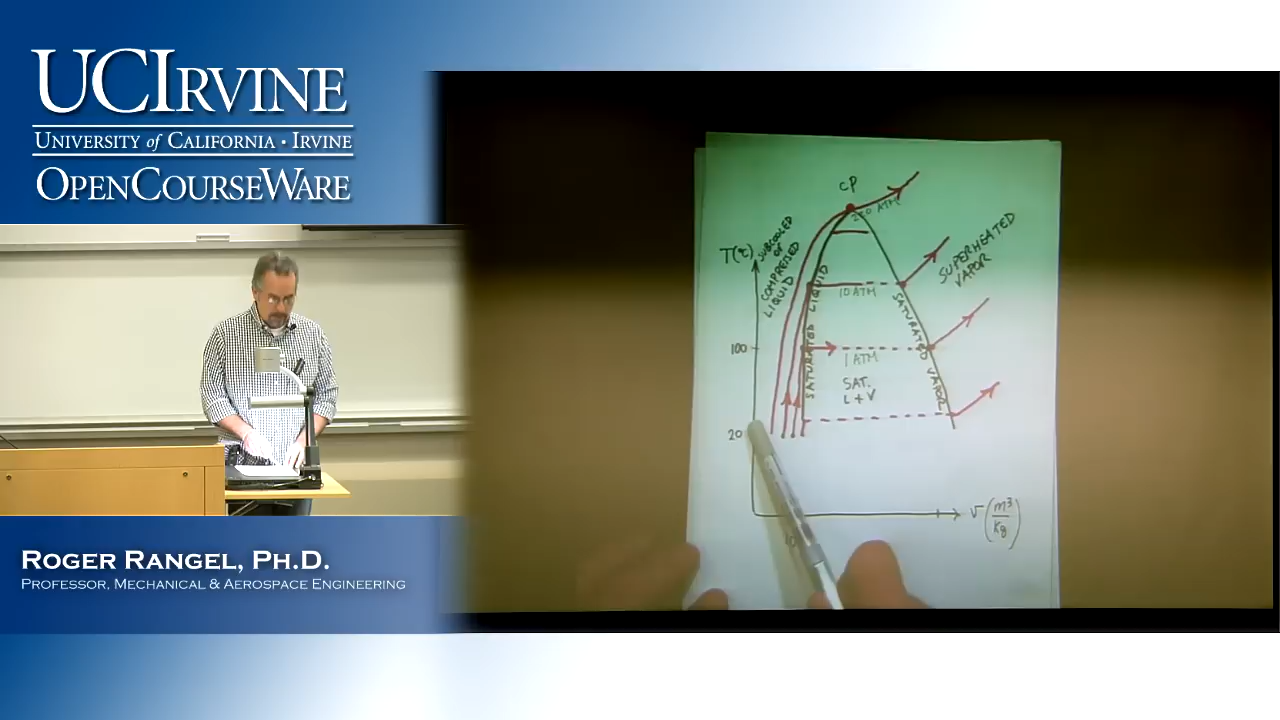 UCIRVINE
UNIVERSITY of CALIFORNIA · IRVINE
OPENCOURSEWARE
ROGER RANGEL, PH.D.
PROFESSOR, MECHANICAL & AEROSPACE ENGINEERING
CP
ATM
T(°C)
SUBCOOLED
OR
COMPRESSED
LIQUID
SUPERHEATED
VAPOR
SATURATED LIQUID
10 ATM
SATURATED VAPOR
100
1 ATM
SAT.
L + V
20
v (m³/kg)